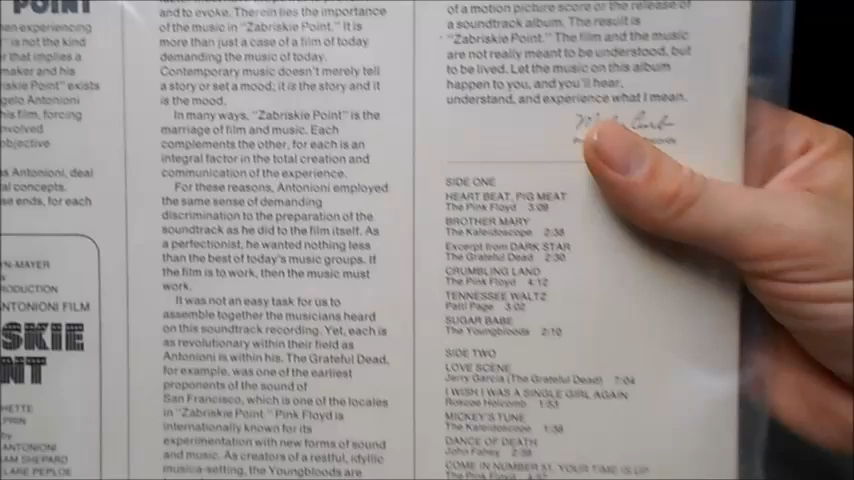 POINT
en experiencing
" is not the kind
r that implies a
maker and his
iskie Point" exists
gelo Antonioni
his film, forcing
nvolved
objective
s Antonioni, deal
al concepts.
se ends, for each
YN-MAYER
RODUCTION
NTONIONI FILM
SKIE
NT
HETTE
by
ANTONIONI
AM SHEPARD
LARE PEPLOE
and to evoke. Therein lies the importance
of the music in "Zabriskie Point." It is
more than just a case of a film of today
demanding the music of today.
Contemporary music doesn't merely tell
a story or set a mood; it is the story and it
is the mood.
In many ways, "Zabriskie Point" is the
marriage of film and music. Each
complements the other, for each is an
integral factor in the total creation and
communication of the experience.
For these reasons, Antonioni employed
the same sense of demanding
discrimination to the preparation of the
soundtrack as he did to the film itself. As
a perfectionist, he wanted nothing less
than the best of today's music groups. If
the film is to work, then the music must
work.
It was not an easy task for us to
assemble together the musicians heard
on this soundtrack recording. Yet, each is
as revolutionary within their field as
Antonioni is within his. The Grateful Dead,
for example, was one of the earliest
proponents of the sound of
San Francisco, which is one of the locales
in "Zabriskie Point." Pink Floyd is
internationally known for its
experimentation with new forms of sound
and music. As creators of a restful, idyllic
musica-setting, the Youngbloods are
of a motion picture score or the release of
a soundtrack album. The result is
"Zabriskie Point." The film and the music
are not really meant to be understood, but
to be lived. Let the music on this album
happen to you, and you'll hear,
understand, and experience what I mean.
SIDE ONE
HEART BEAT, PIG MEAT
The Pink Floyd 3:09
BROTHER MARY
The Kaleidoscope 2:38
Excerpt from DARK STAR
The Grateful Dead 2:30
CRUMBLING LAND
The Pink Floyd 4:12
TENNESSEE WALTZ
Patti Page 3:02
SUGAR BABE
The Youngbloods 2:10
SIDE TWO
LOVE SCENE
Jerry Garcia (The Grateful Dead) 7:04
I WISH I WAS A SINGLE GIRL AGAIN
Roscoe Holcomb 1:53
MICKEY'S TUNE
The Kaleidoscope 1:38
DANCE OF DEATH
John Fahey 2:38
COME IN NUMBER 51, YOUR TIME IS UP